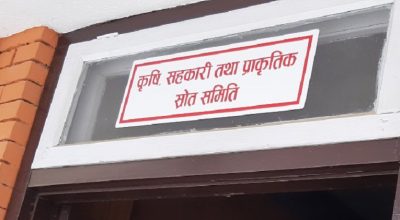 कृषि सहकारी तथा प्राकृतिक
स्रोत समिति